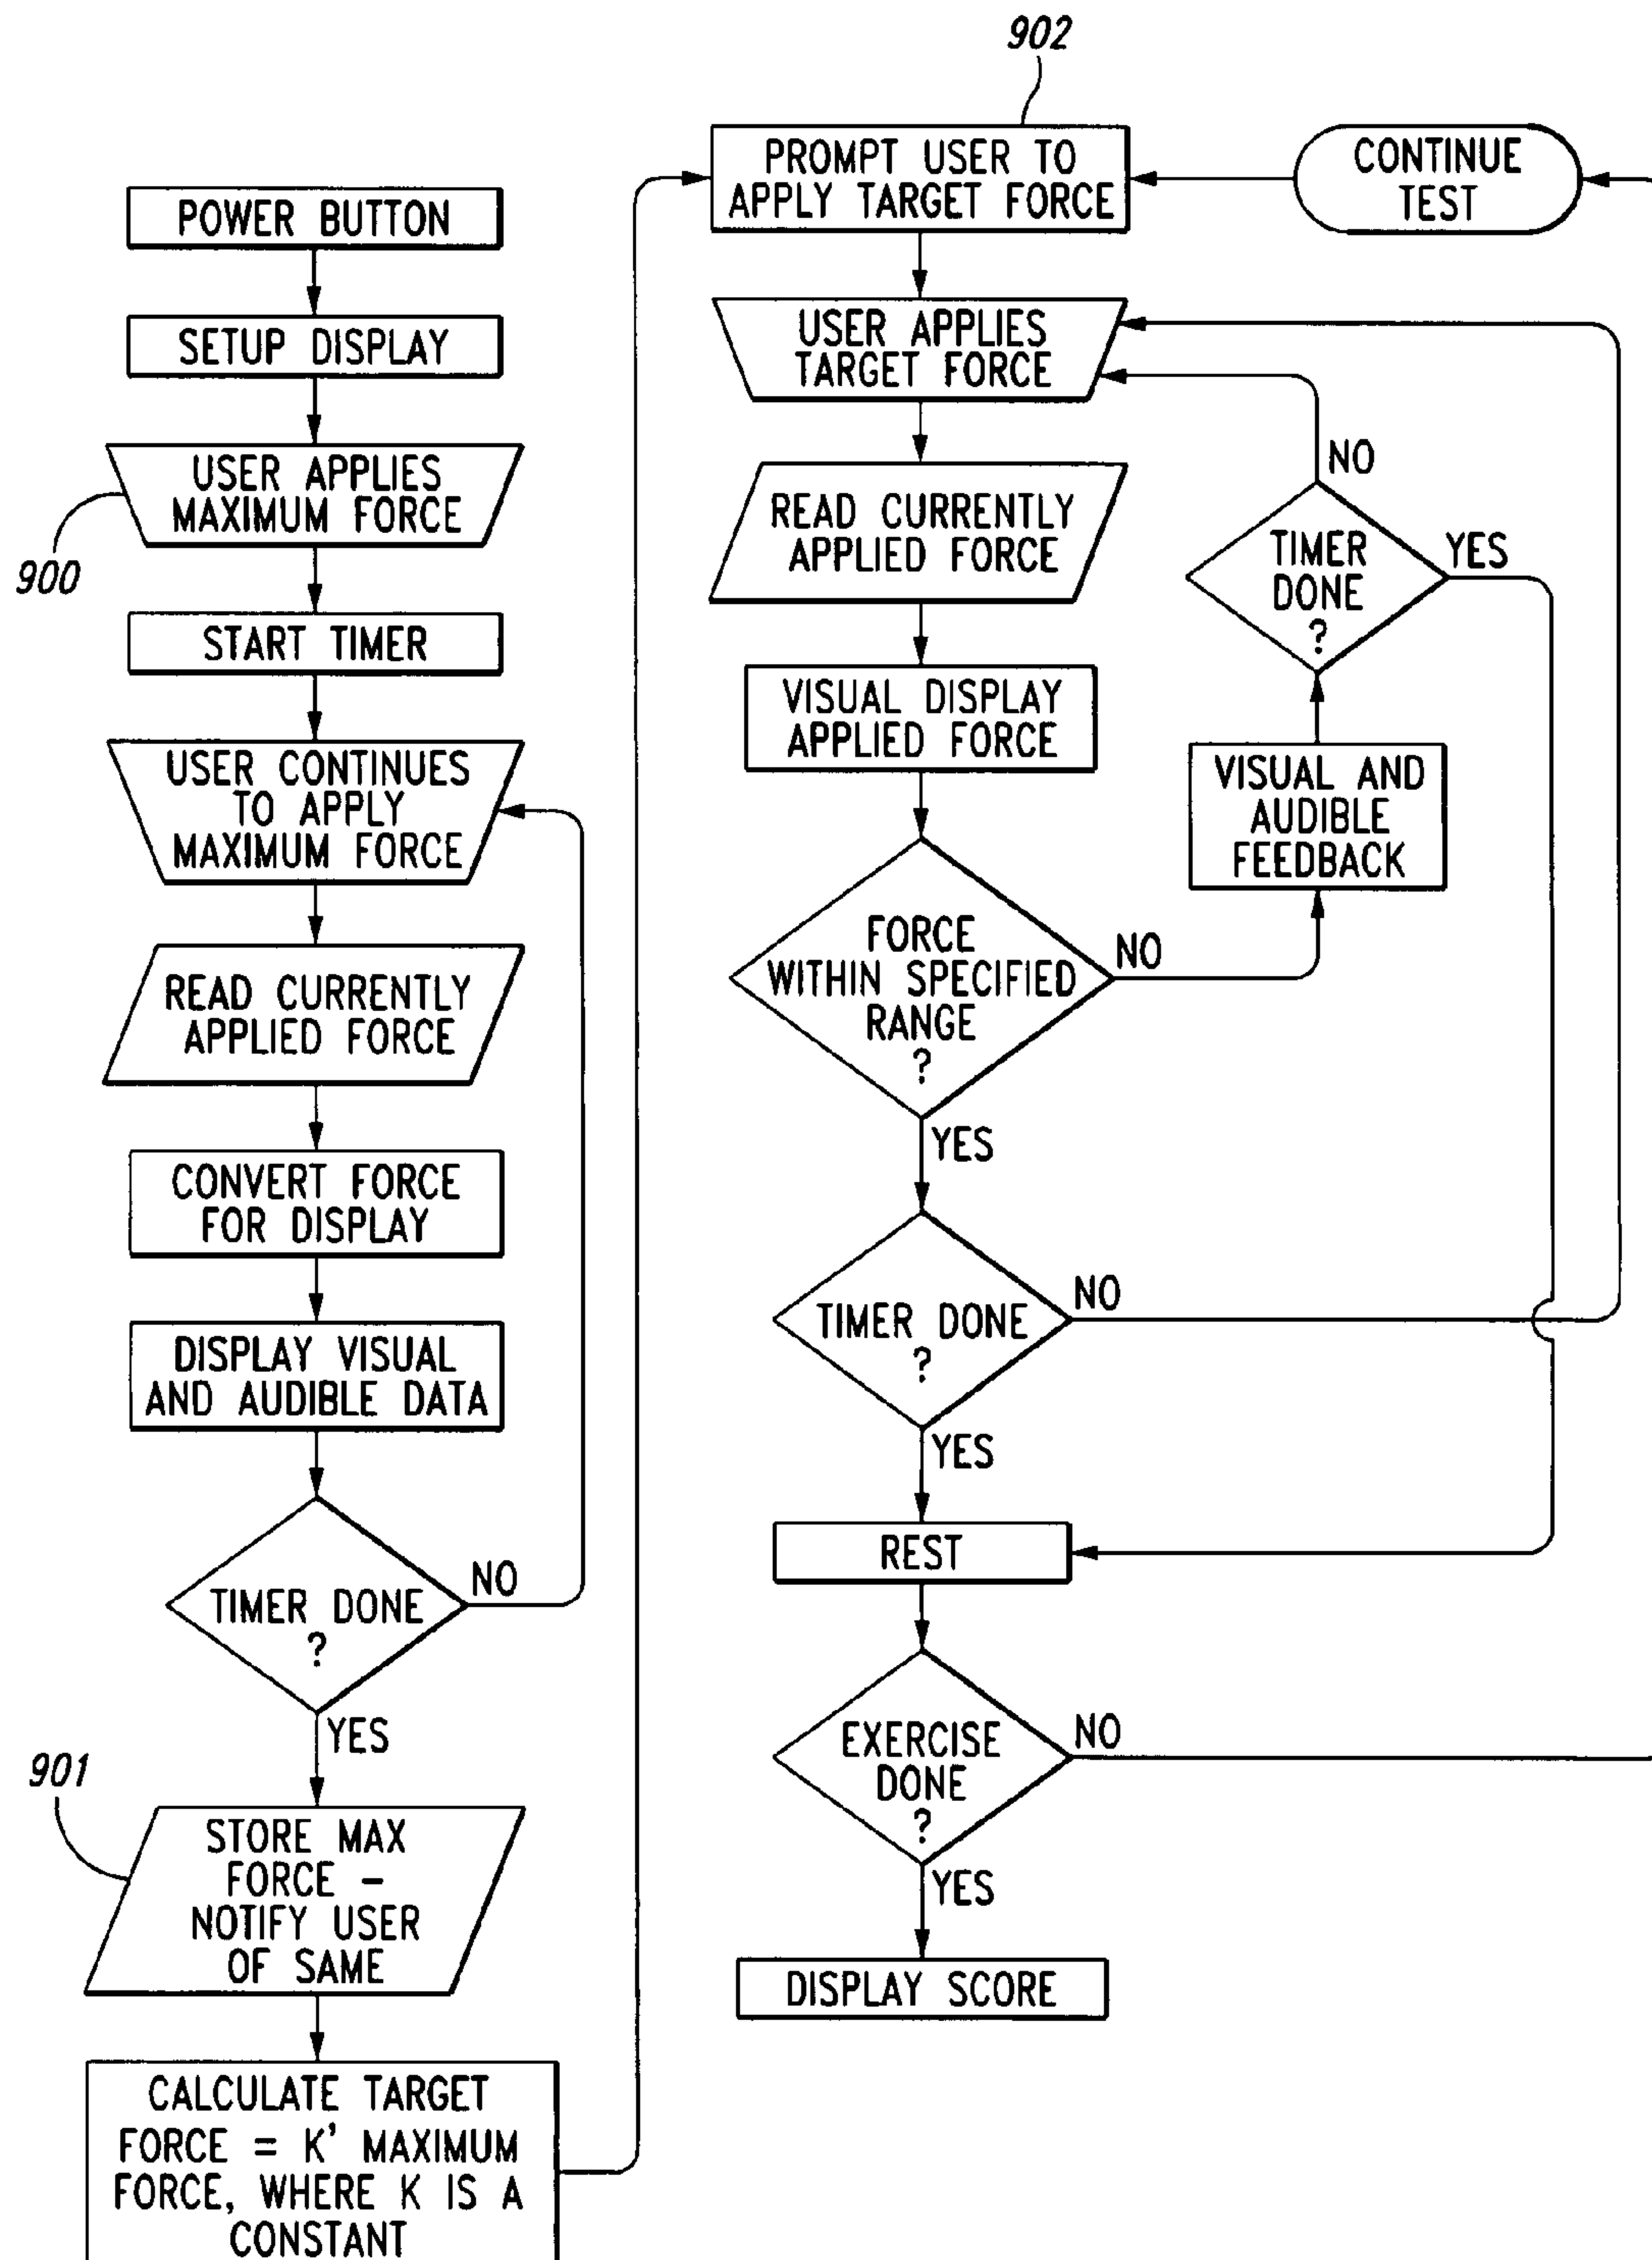 POWER BUTTON
SETUP DISPLAY
USER APPLIES
MAXIMUM FORCE
900
START TIMER
USER CONTINUES
TO APPLY
MAXIMUM FORCE
READ CURRENTLY
APPLIED FORCE
CONVERT FORCE
FOR DISPLAY
DISPLAY VISUAL
AND AUDIBLE DATA
TIMER DONE
?
NO
YES
901
STORE MAX
FORCE -
NOTIFY USER
OF SAME
CALCULATE TARGET
FORCE = K' MAXIMUM
FORCE, WHERE K IS A
CONSTANT
902
PROMPT USER TO
APPLY TARGET FORCE
CONTINUE
TEST
USER APPLIES
TARGET FORCE
READ CURRENTLY
APPLIED FORCE
VISUAL DISPLAY
APPLIED FORCE
FORCE
WITHIN SPECIFIED
RANGE
?
NO
VISUAL AND
AUDIBLE
FEEDBACK
TIMER
DONE
?
NO
YES
YES
TIMER DONE
?
NO
YES
REST
EXERCISE
DONE
?
NO
YES
DISPLAY SCORE